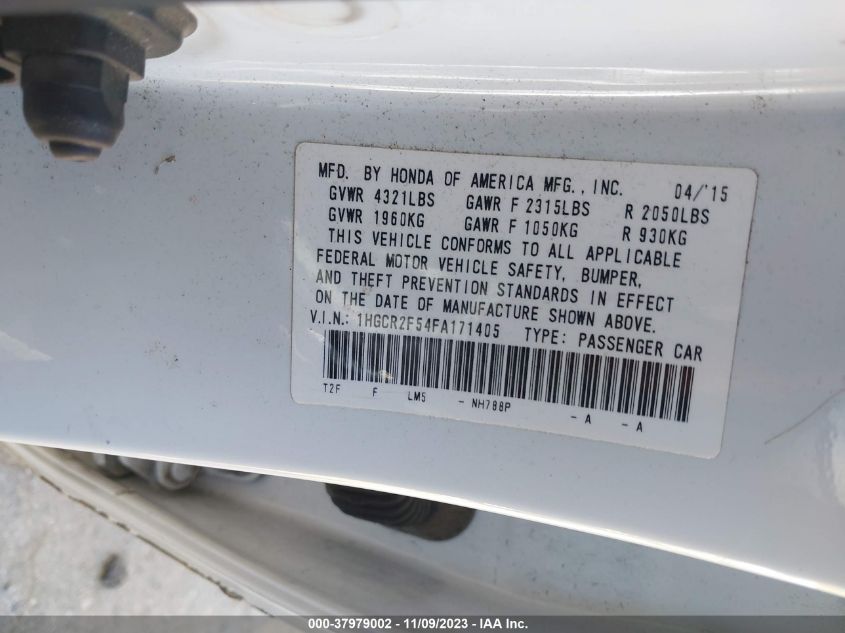 MFD. BY HONDA OF AMERICA MFG., INC. 04/'15
GVWR 4321LBS GAWR F 2315LBS R 2050LBS
GVWR 1960KG GAWR F 1050KG R 930KG
THIS VEHICLE CONFORMS TO ALL APPLICABLE
FEDERAL MOTOR VEHICLE SAFETY, BUMPER,
AND THEFT PREVENTION STANDARDS IN EFFECT
ON THE DATE OF MANUFACTURE SHOWN ABOVE.
V.I.N.: 1HGCR2F54FA171405 TYPE: PASSENGER CAR
T2F F LM5 - NH788P - A - A
000-37979002 - 11/09/2023 - IAA Inc.